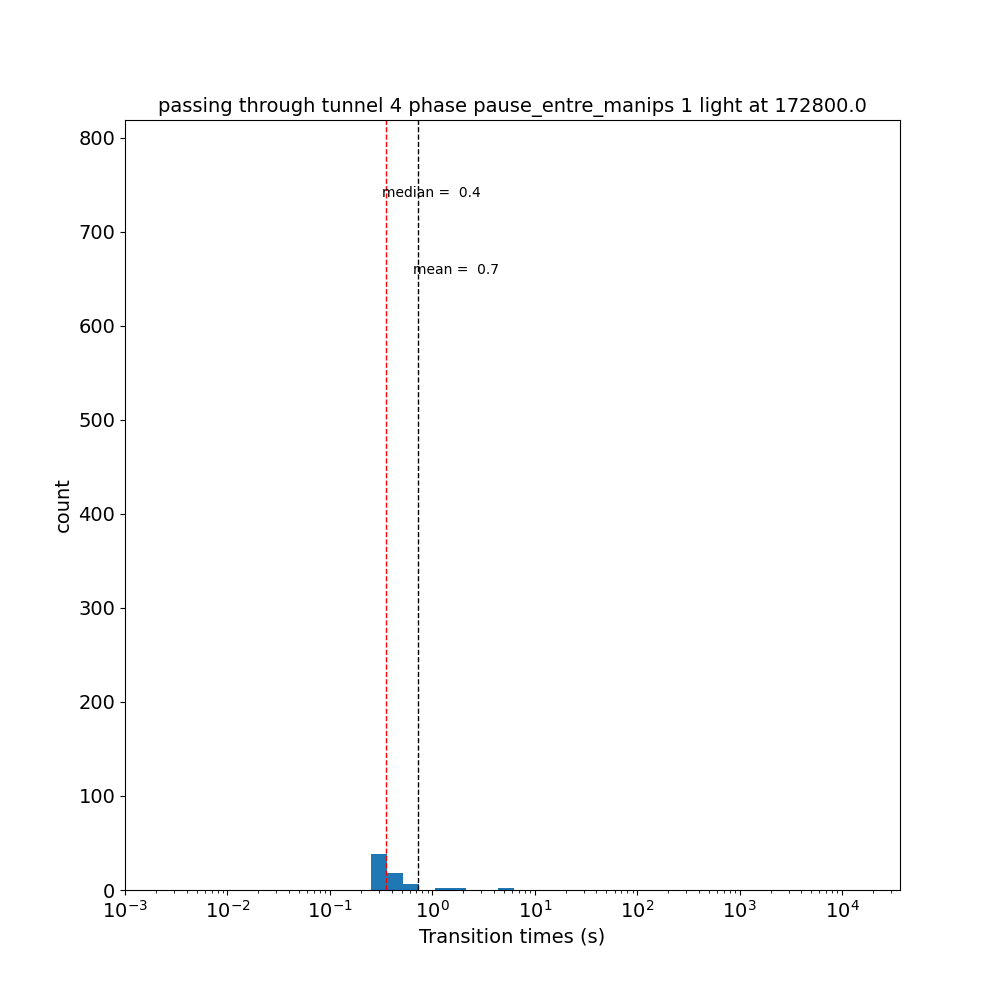 passing through tunnel 4 phase pause_entre_manips 1 light at 172800.0
800
median =  0.4
700
mean =  0.7
600
500
count
400
300
200
100
0
10⁻³ 10⁻² 10⁻¹ 10⁰ 10¹ 10² 10³ 10⁴
Transition times (s)